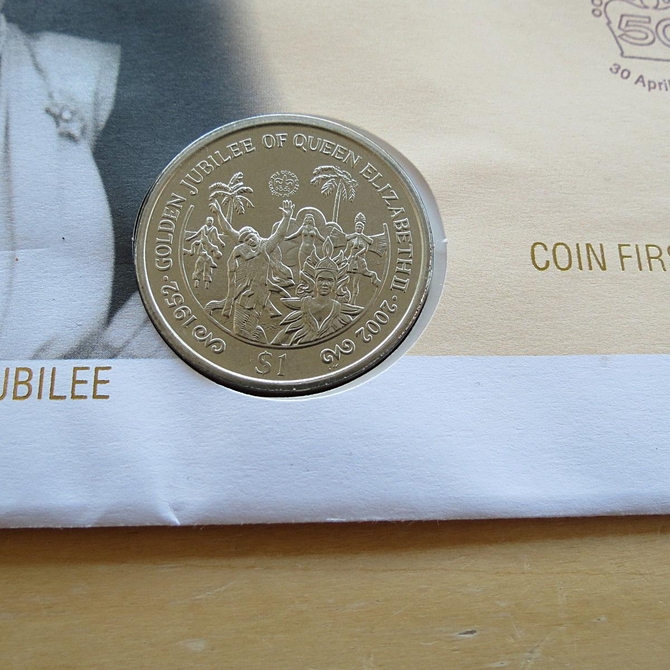 50
30 April
1952 · GOLDEN JUBILEE OF QUEEN ELIZABETH II · 2002
$1
COIN FIRS
UBILEE